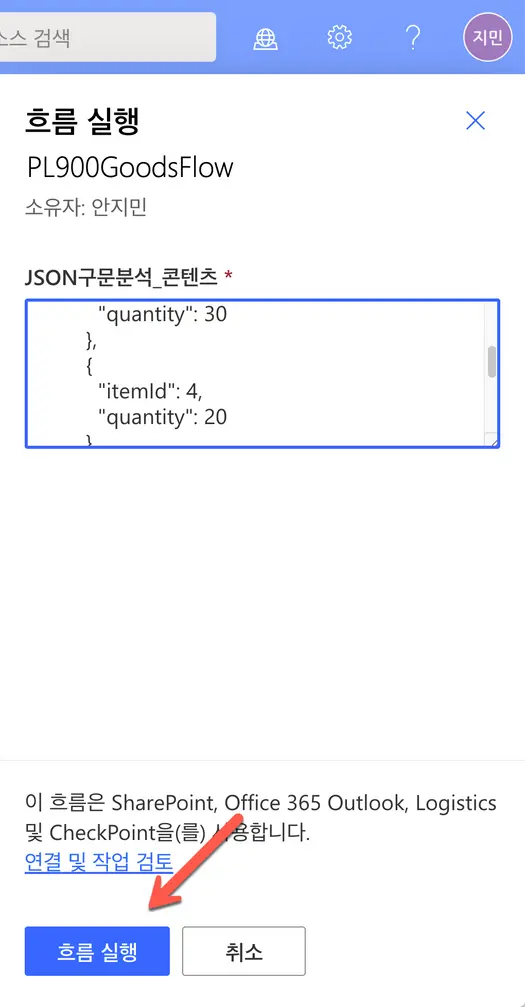 소스 검색
?
지민
흐름 실행
PL900GoodsFlow
소유자: 안지민
JSON구문분석_콘텐츠 *
"quantity": 30
},
{
"itemId": 4,
"quantity": 20
}
이 흐름은 SharePoint, Office 365 Outlook, Logistics
및 CheckPoint을(를) 사용합니다.
연결 및 작업 검토
흐름 실행
취소